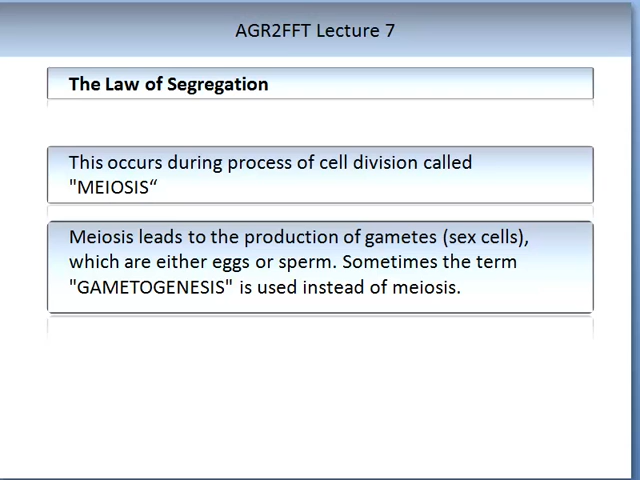 AGR2FFT Lecture 7
The Law of Segregation
This occurs during process of cell division called
"MEIOSIS“
Meiosis leads to the production of gametes (sex cells),
which are either eggs or sperm. Sometimes the term
"GAMETOGENESIS" is used instead of meiosis.